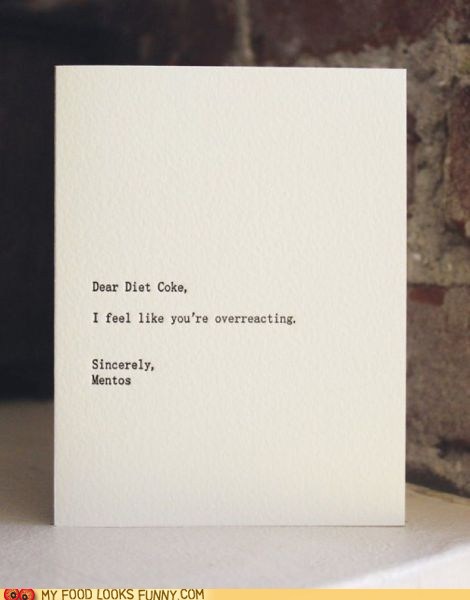 Dear Diet Coke,
I feel like you're overreacting.
Sincerely,
Mentos
MY FOOD LOOKS FUNNY.COM